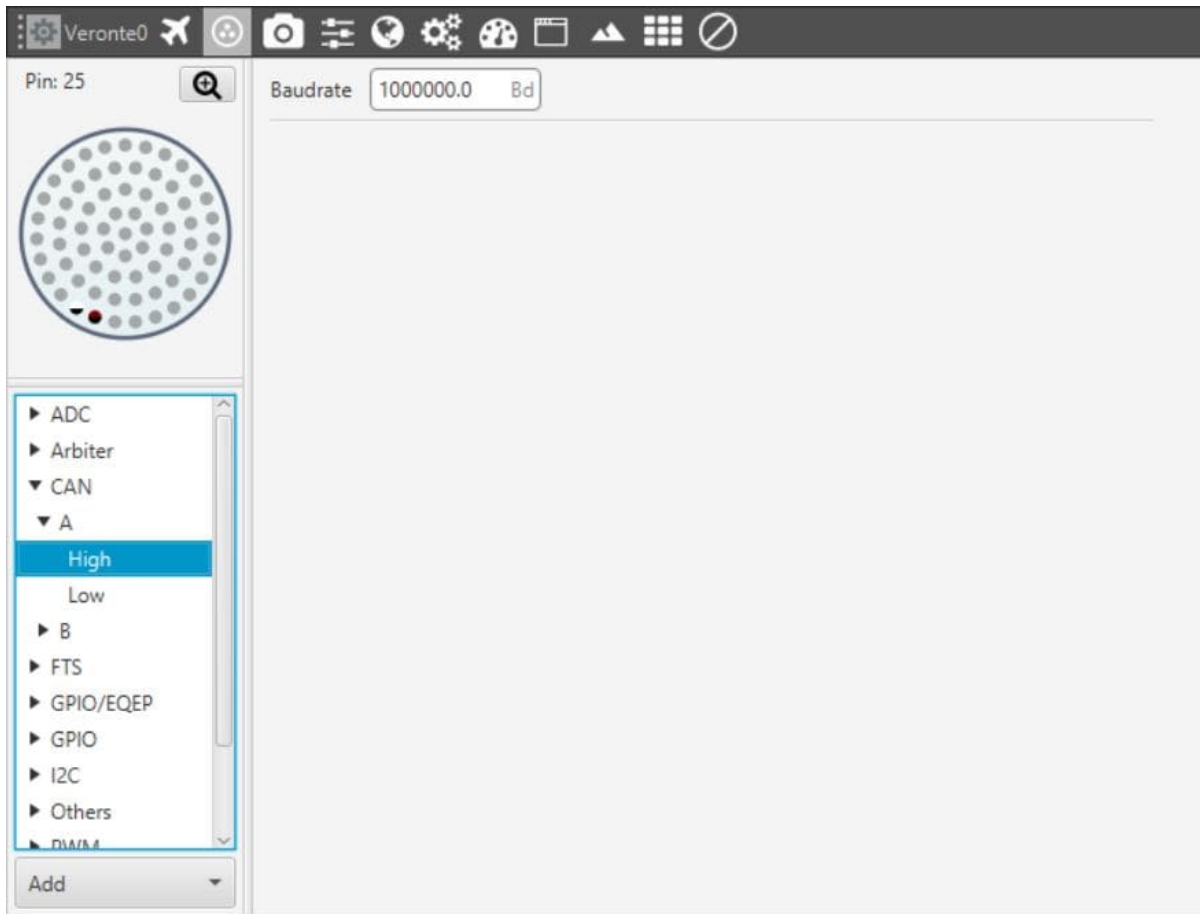 Veronte0
Pin: 25
Baudrate 1000000.0 Bd
ADC
Arbiter
CAN
A
High
Low
B
FTS
GPIO/EQEP
GPIO
I2C
Others
PWM
Add